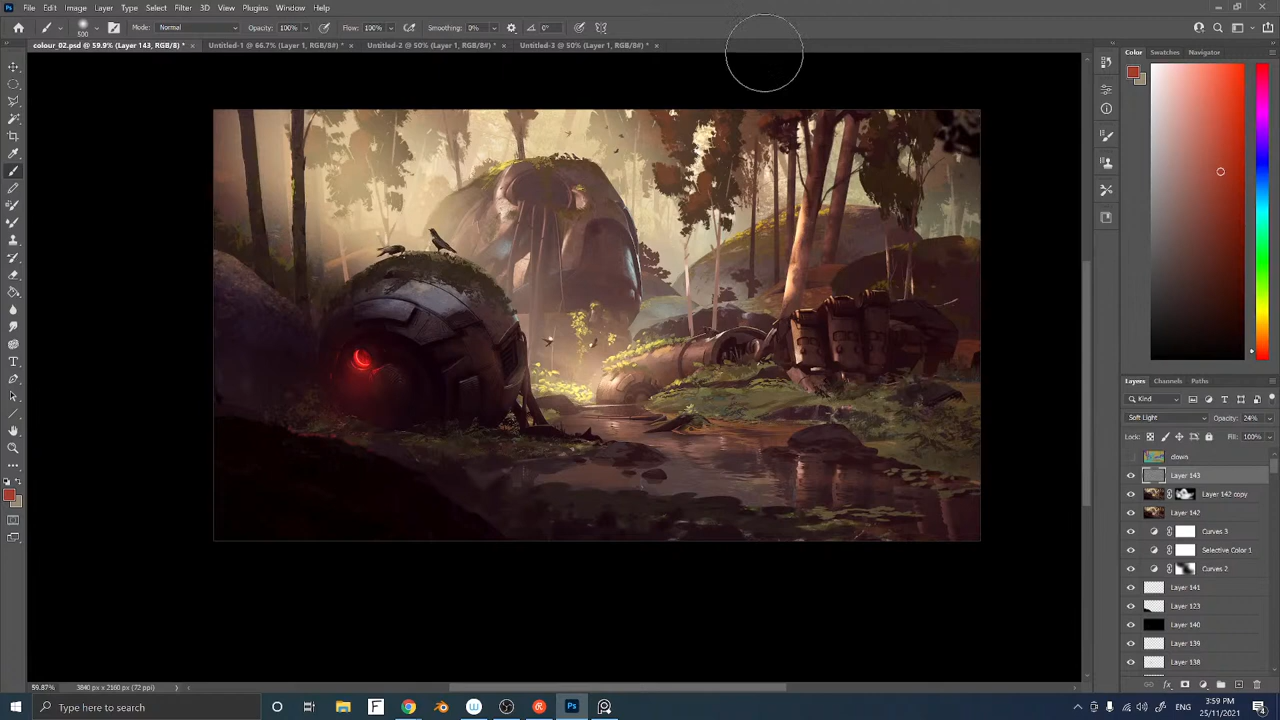 File Edit Image Layer Type Select Filter 3D View Plugins Window Help
500 Mode: Normal Opacity: 100% Flow: 100% Smoothing: 0% 0°
colour_02.psd @ 59.9% (Layer 143, RGB/8) * Untitled-1 @ 66.7% (Layer 1, RGB/8#) * Untitled-2 @ 50% (Layer 1, RGB/8#) * Untitled-3 @ 50% (Layer 1, RGB/8#) *
Color Swatches Navigator
Layers Channels Paths
Kind
Soft Light Opacity: 24%
Lock: Fill: 100%
clown
Layer 143
Layer 142 copy
Layer 142
Curves 3
Selective Color 1
Curves 2
Layer 141
Layer 123
Layer 140
Layer 139
Layer 138
59.87% 3840 px x 2160 px (72 ppi)
Type here to search
3:59 PM
25/11/2021